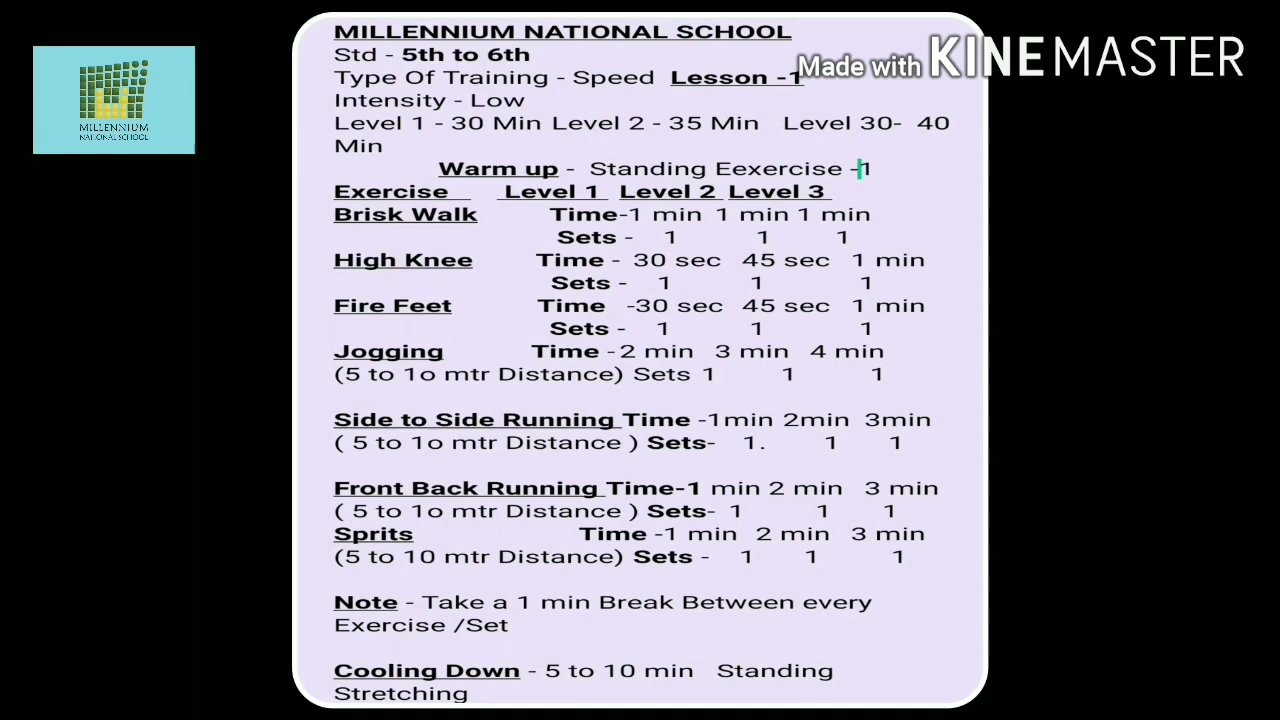 MILLENNIUM NATIONAL SCHOOL
Std - 5th to 6th
Type Of Training - Speed Lesson -1
Intensity - Low
Level 1 - 30 Min Level 2 - 35 Min Level 30- 40
Min
Warm up - Standing Eexercise -1
Exercise Level 1 Level 2 Level 3
Brisk Walk Time-1 min 1 min 1 min
Sets - 1 1 1
High Knee Time - 30 sec 45 sec 1 min
Sets - 1 1 1
Fire Feet Time -30 sec 45 sec 1 min
Sets - 1 1 1
Jogging Time -2 min 3 min 4 min
(5 to 1o mtr Distance) Sets 1 1 1
Side to Side Running Time -1min 2min 3min
( 5 to 1o mtr Distance ) Sets- 1. 1 1
Front Back Running Time-1 min 2 min 3 min
( 5 to 1o mtr Distance ) Sets- 1 1 1
Sprits Time -1 min 2 min 3 min
(5 to 10 mtr Distance) Sets - 1 1 1
Note - Take a 1 min Break Between every
Exercise /Set
Cooling Down - 5 to 10 min Standing
Stretching
MILLENNIUM
NATIONAL SCHOOL
Made with KINEMASTER